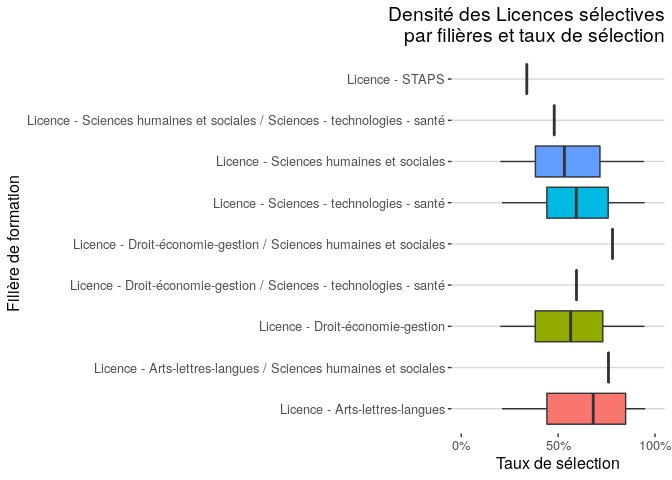 Densité des Licences sélectives
par filières et taux de sélection
Licence - STAPS
Licence - Sciences humaines et sociales / Sciences - technologies - santé
Licence - Sciences humaines et sociales
Licence - Sciences - technologies - santé
Licence - Droit-économie-gestion / Sciences humaines et sociales
Licence - Droit-économie-gestion / Sciences - technologies - santé
Licence - Droit-économie-gestion
Licence - Arts-lettres-langues / Sciences humaines et sociales
Licence - Arts-lettres-langues
Filière de formation
0% 50% 100%
Taux de sélection